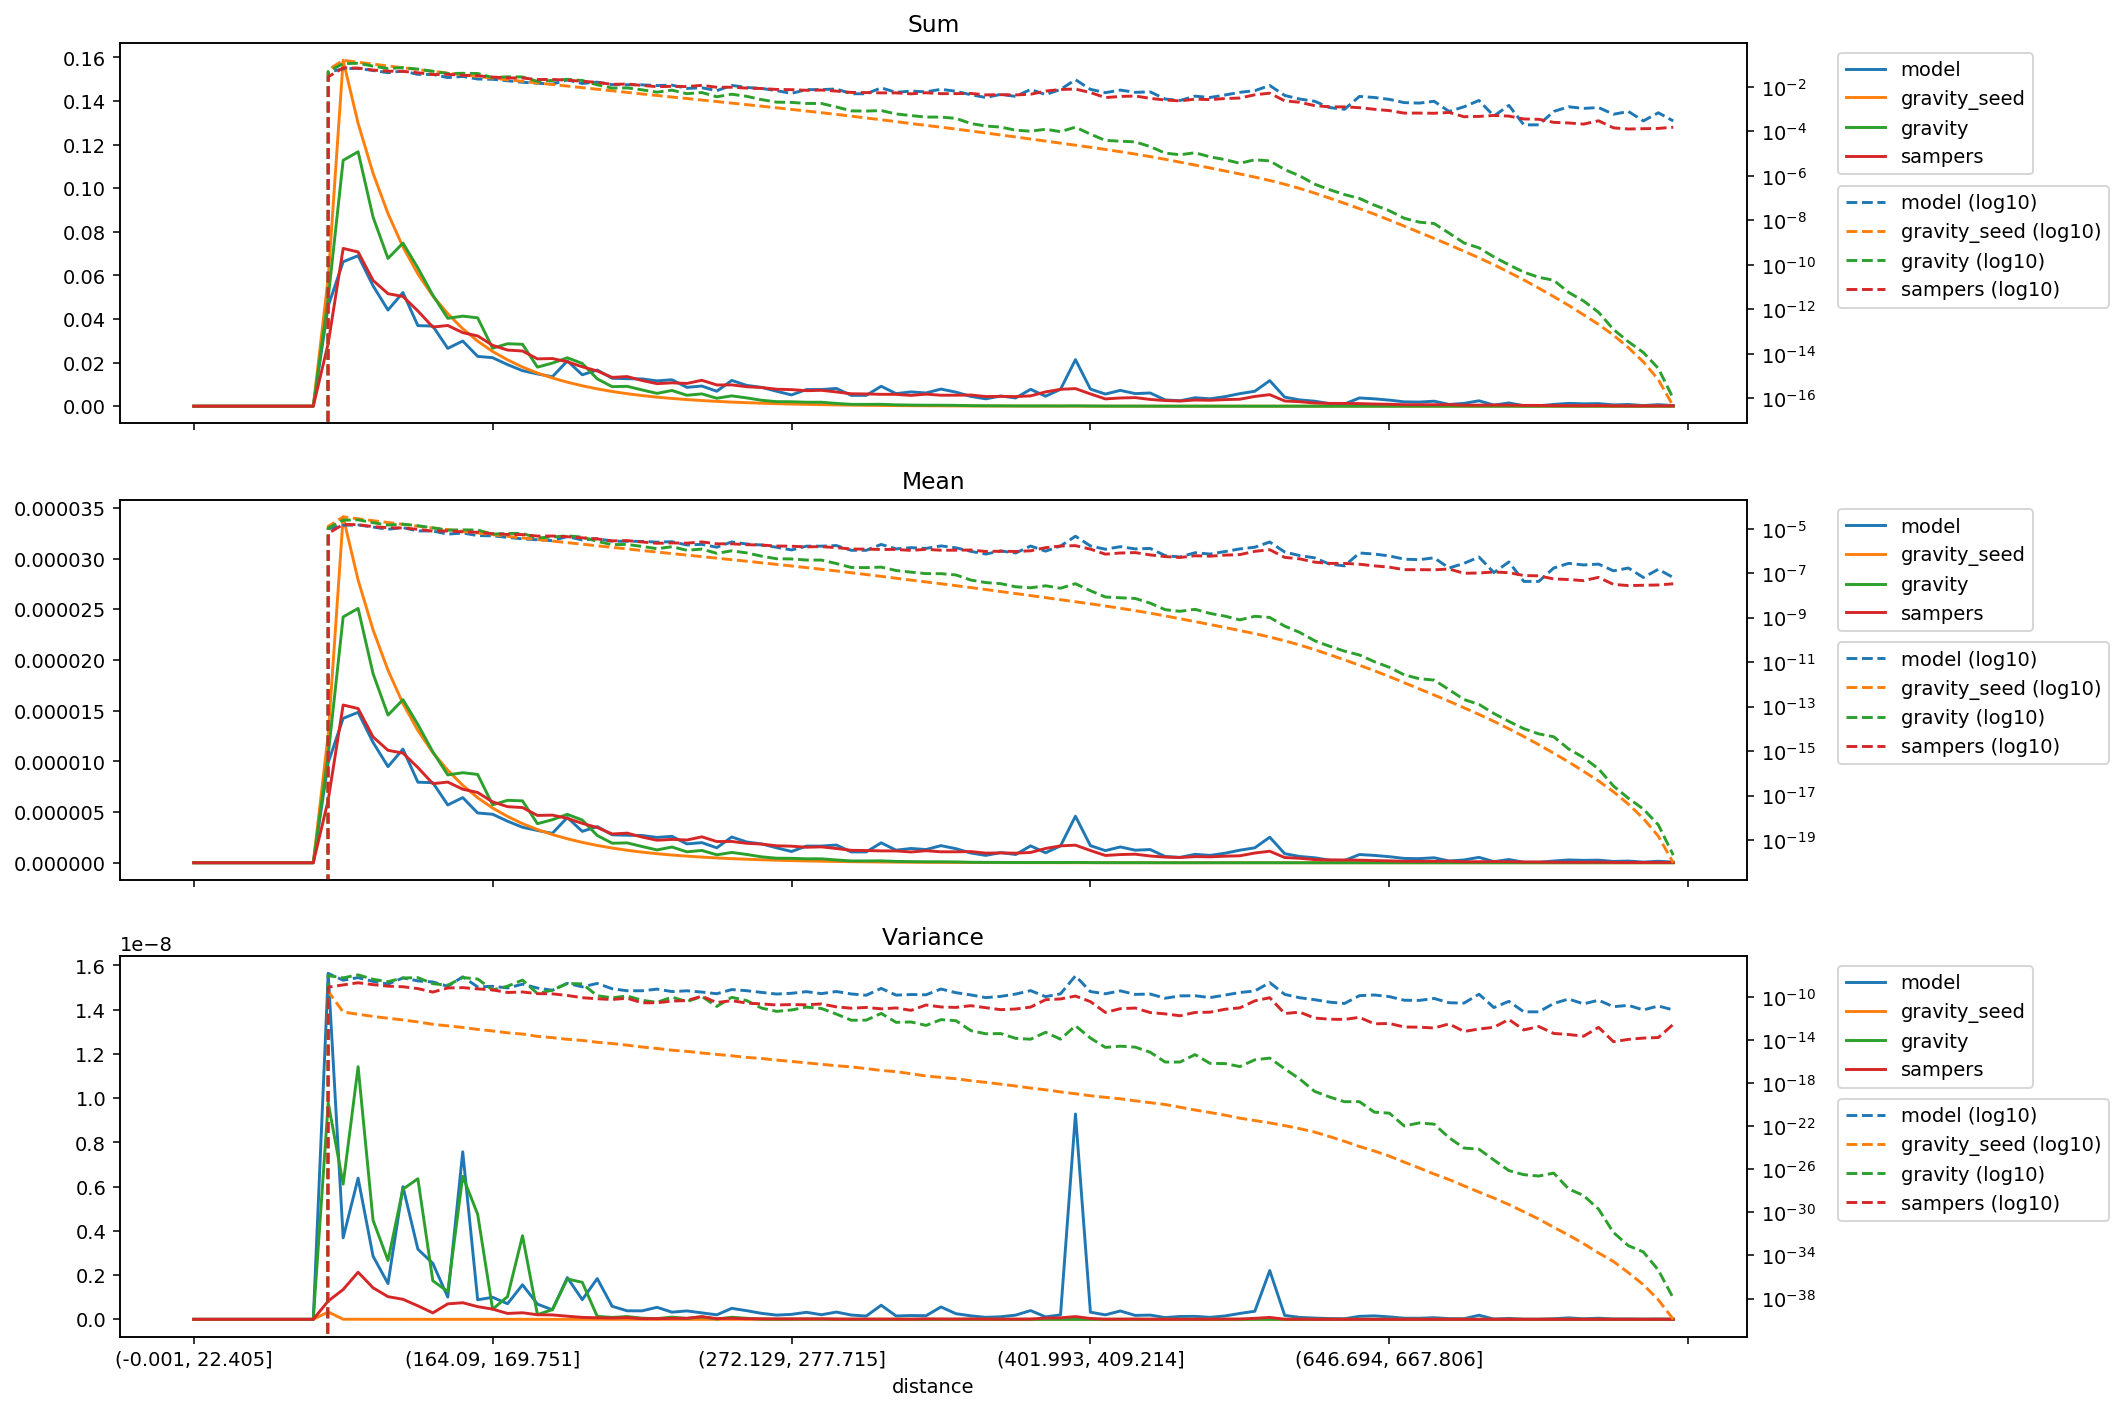 Sum
0.16
0.14
0.12
0.10
0.08
0.06
0.04
0.02
0.00
10⁻²
10⁻⁴
10⁻⁶
10⁻⁸
10⁻¹⁰
10⁻¹²
10⁻¹⁴
10⁻¹⁶
model
gravity_seed
gravity
sampers
model (log10)
gravity_seed (log10)
gravity (log10)
sampers (log10)
Mean
0.000035
0.000030
0.000025
0.000020
0.000015
0.000010
0.000005
0.000000
10⁻⁵
10⁻⁷
10⁻⁹
10⁻¹¹
10⁻¹³
10⁻¹⁵
10⁻¹⁷
10⁻¹⁹
model
gravity_seed
gravity
sampers
model (log10)
gravity_seed (log10)
gravity (log10)
sampers (log10)
Variance
1e−8
1.6
1.4
1.2
1.0
0.8
0.6
0.4
0.2
0.0
10⁻¹⁰
10⁻¹⁴
10⁻¹⁸
10⁻²²
10⁻²⁶
10⁻³⁰
10⁻³⁴
10⁻³⁸
model
gravity_seed
gravity
sampers
model (log10)
gravity_seed (log10)
gravity (log10)
sampers (log10)
(-0.001, 22.405] (164.09, 169.751] (272.129, 277.715] (401.993, 409.214] (646.694, 667.806]
distance